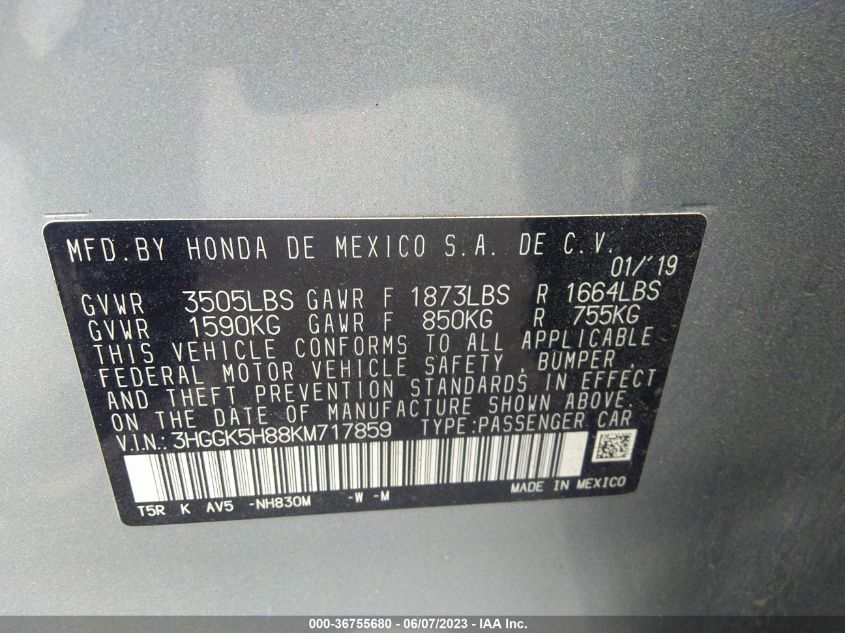 MFD.BY HONDA DE MEXICO S.A. DE C.V.
01/'19
GVWR 3505LBS GAWR F 1873LBS R 1664LBS
GVWR 1590KG GAWR F 850KG R 755KG
THIS VEHICLE CONFORMS TO ALL APPLICABLE
FEDERAL MOTOR VEHICLE SAFETY, BUMPER,
AND THEFT PREVENTION STANDARDS IN EFFECT
ON THE DATE OF MANUFACTURE SHOWN ABOVE.
V.I.N.:3HGGK5H88KM717859 TYPE:PASSENGER CAR
T5R K AV5 -NH830M -W -M MADE IN MEXICO
000-36755680 - 06/07/2023 - IAA Inc.